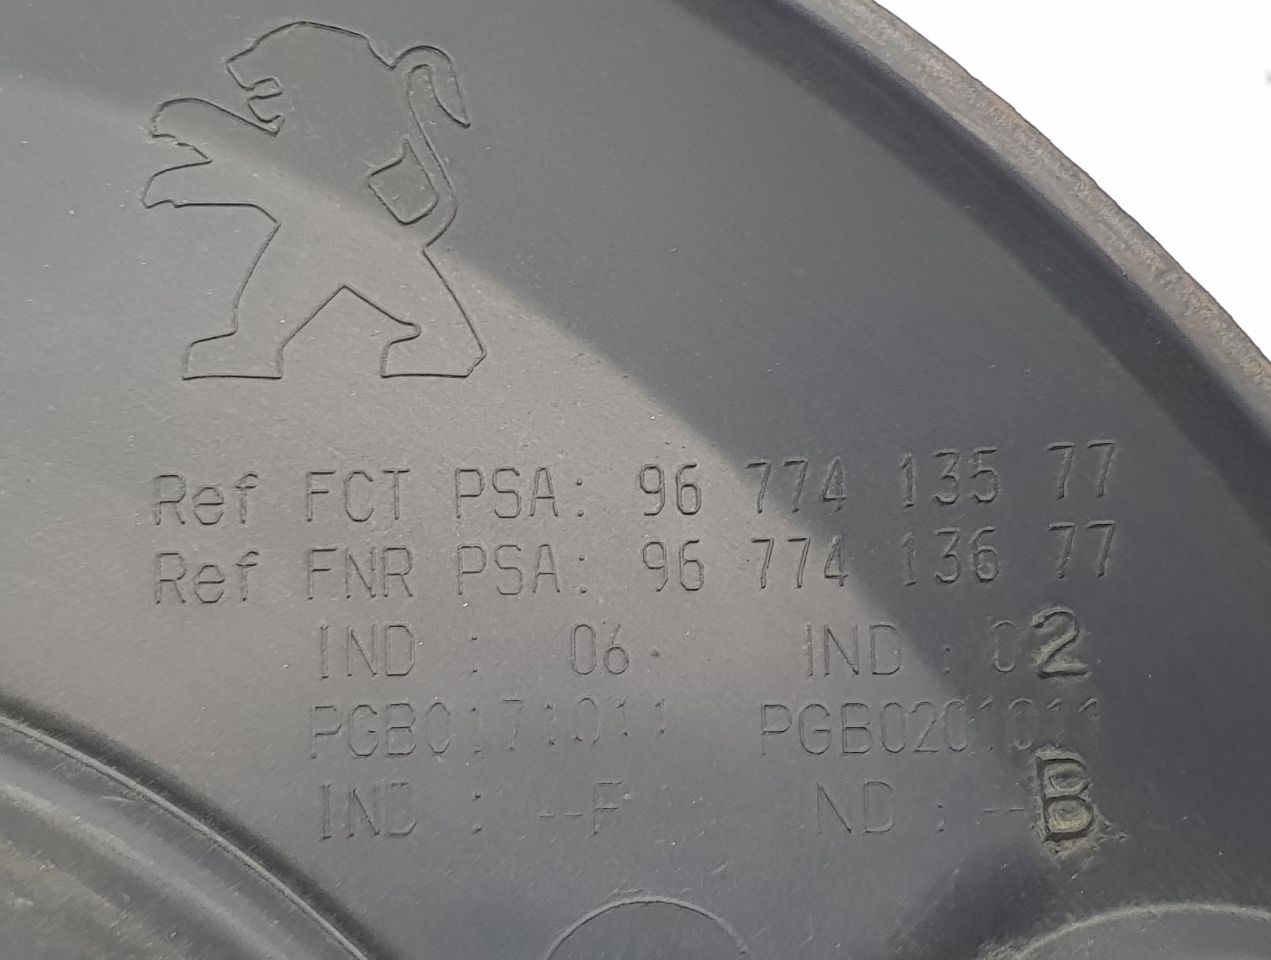 Ref FCT PSA: 96 774 135 77
Ref FNR PSA: 96 774 136 77
IND : 06 IND : 02
PGB0171011 PGB0201011
IND : --F ND : --B